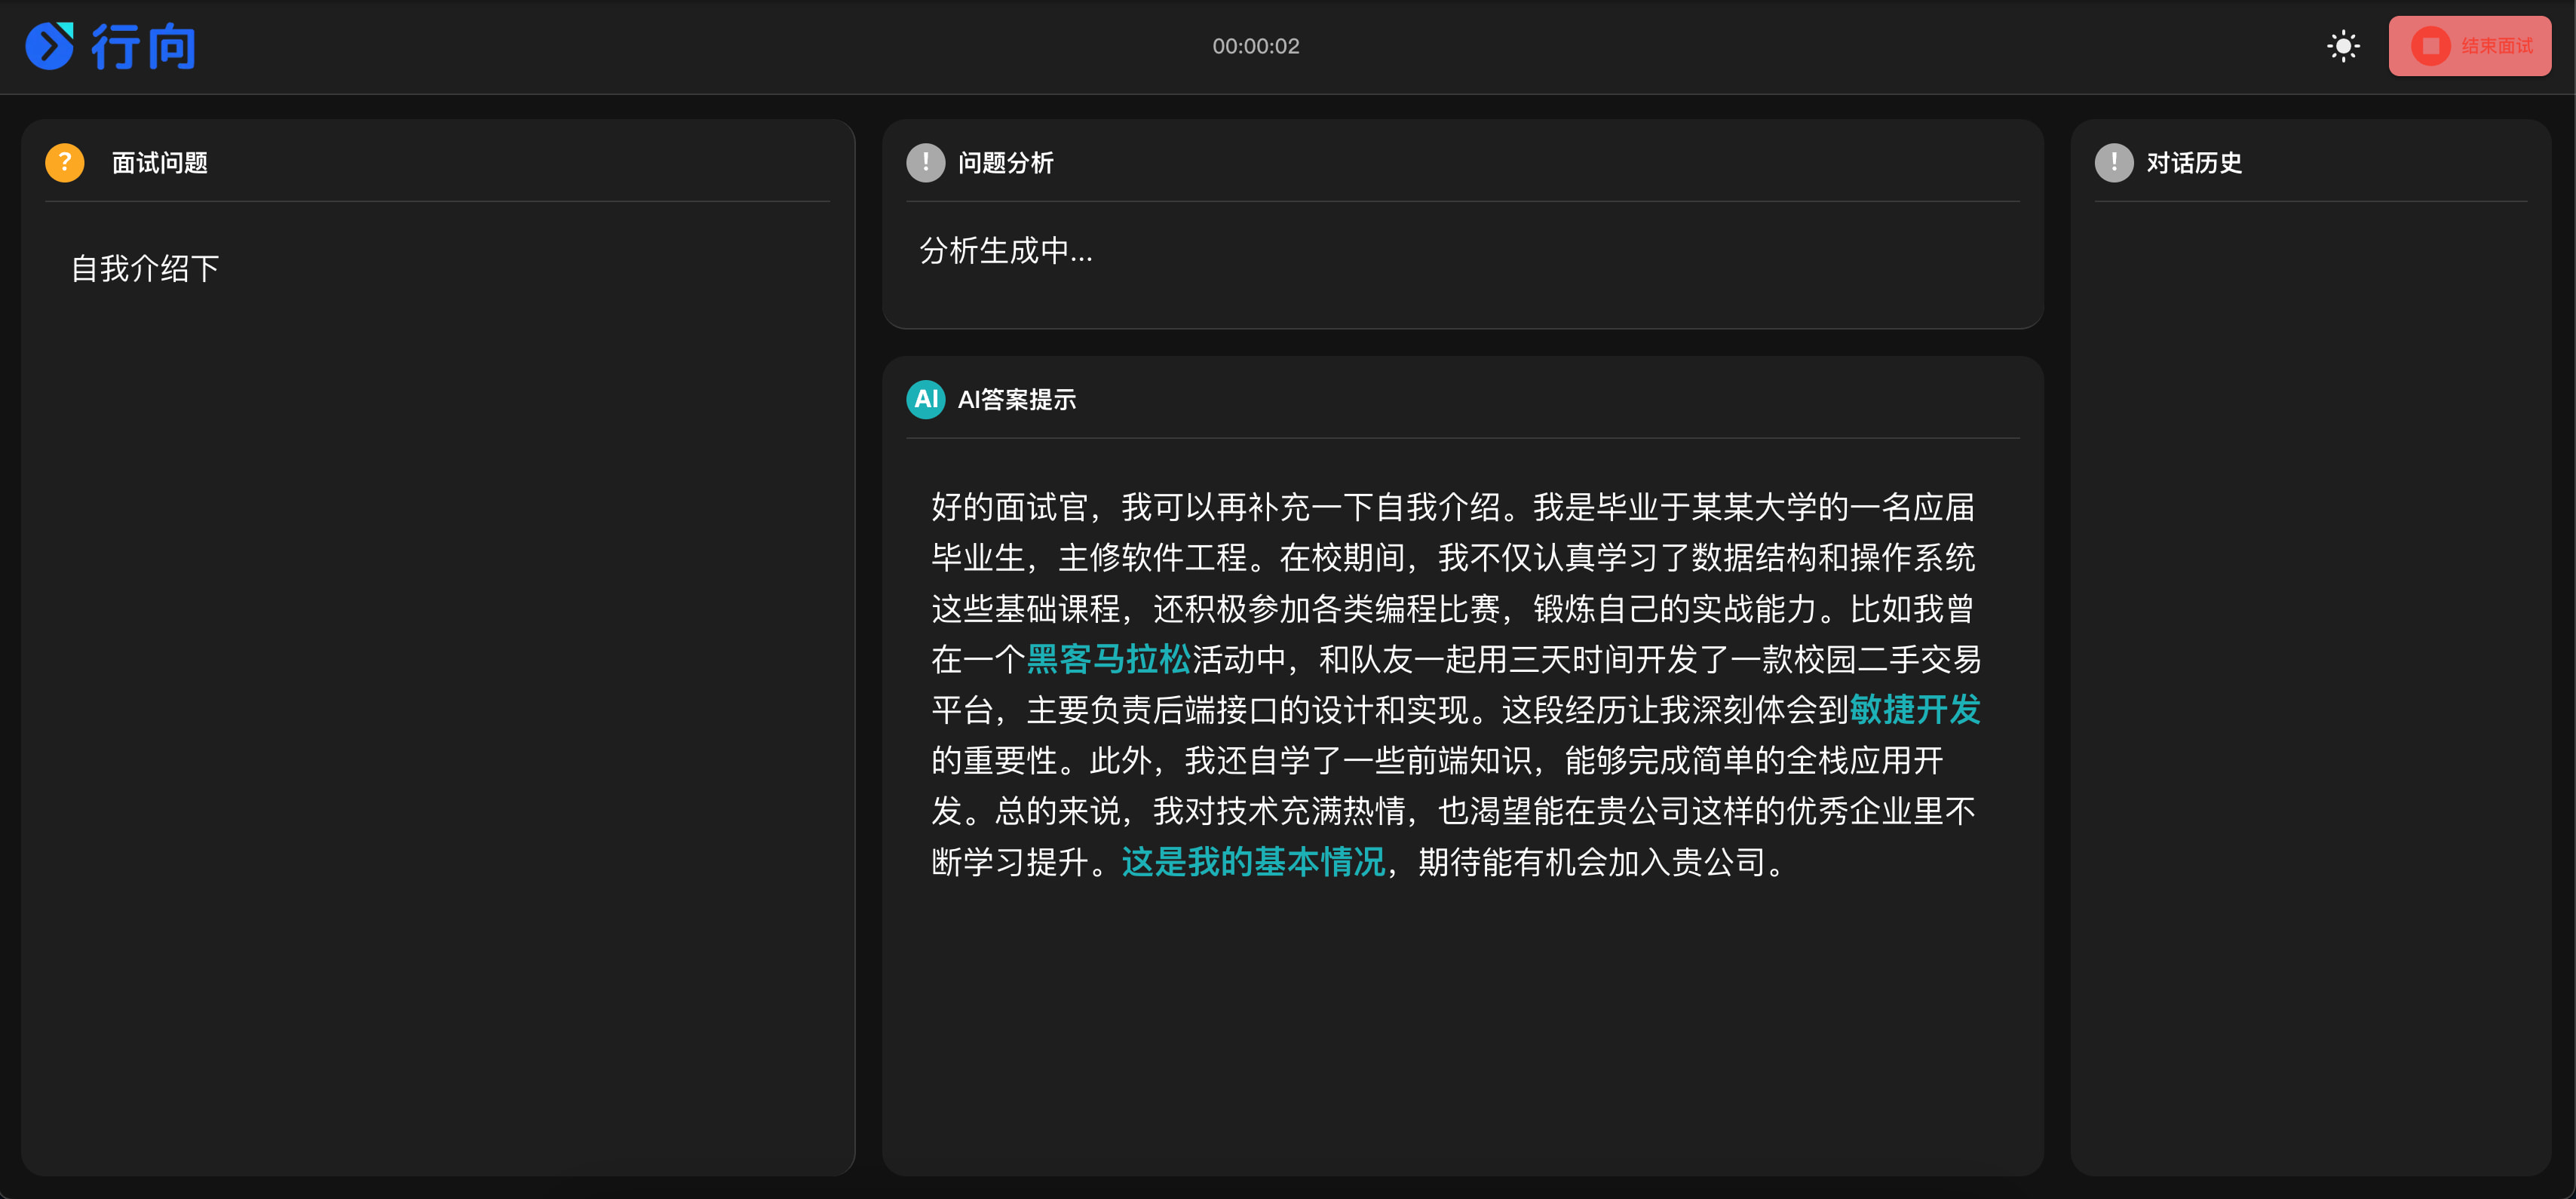 行向
00:00:02
结束面试
? 面试问题
自我介绍下
! 问题分析
分析生成中...
AI AI答案提示
好的面试官，我可以再补充一下自我介绍。我是毕业于某某大学的一名应届
毕业生，主修软件工程。在校期间，我不仅认真学习了数据结构和操作系统
这些基础课程，还积极参加各类编程比赛，锻炼自己的实战能力。比如我曾
在一个黑客马拉松活动中，和队友一起用三天时间开发了一款校园二手交易
平台，主要负责后端接口的设计和实现。这段经历让我深刻体会到敏捷开发
的重要性。此外，我还自学了一些前端知识，能够完成简单的全栈应用开
发。总的来说，我对技术充满热情，也渴望能在贵公司这样的优秀企业里不
断学习提升。这是我的基本情况，期待能有机会加入贵公司。
! 对话历史